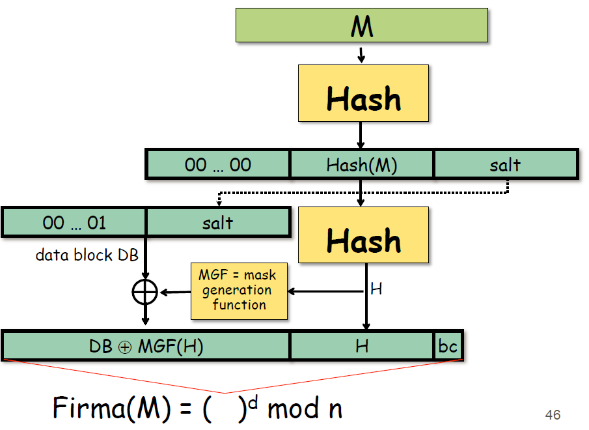 M
Hash
00 ... 00 Hash(M) salt
00 ... 01 salt
Hash
data block DB
MGF = mask
generation
function
H
DB ⊕ MGF(H) H bc
Firma(M) = (   )ᵈ mod n
46